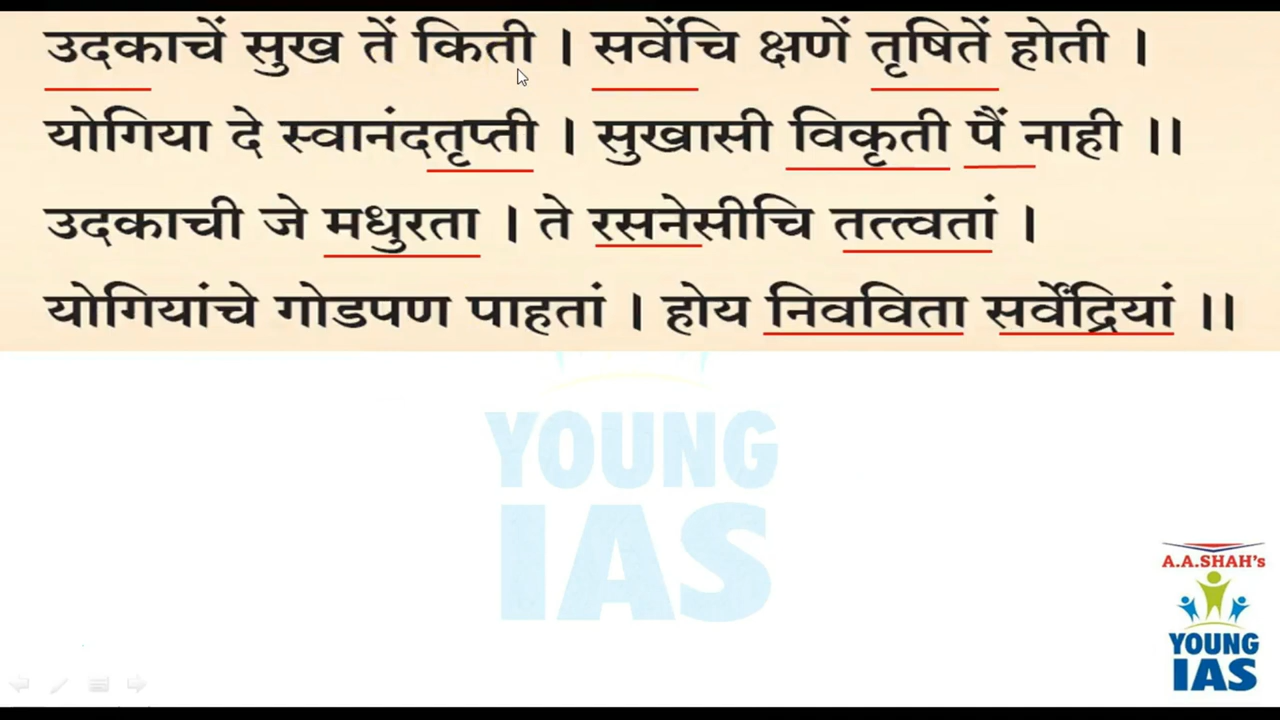 उदकाचें सुख तें किती । सवेंचि क्षणें तृषितें होती ।
योगिया दे स्वानंदतृप्ती । सुखासी विकृती पैं नाही ।।
उदकाची जे मधुरता । ते रसनेसीचि तत्त्वतां ।
योगियांचे गोडपण पाहतां । होय निवविता सर्वेंद्रियां ।।
YOUNG
IAS
A.A.SHAH's
YOUNG
IAS